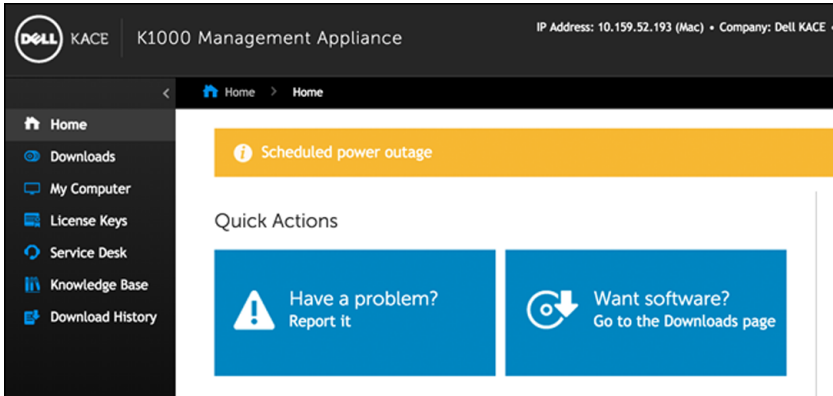 DELL KACE K1000 Management Appliance
IP Address: 10.159.52.193 (Mac) • Company: Dell KACE •
Home > Home
Home
Downloads
My Computer
License Keys
Service Desk
Knowledge Base
Download History
Scheduled power outage
Quick Actions
Have a problem?
Report it
Want software?
Go to the Downloads page